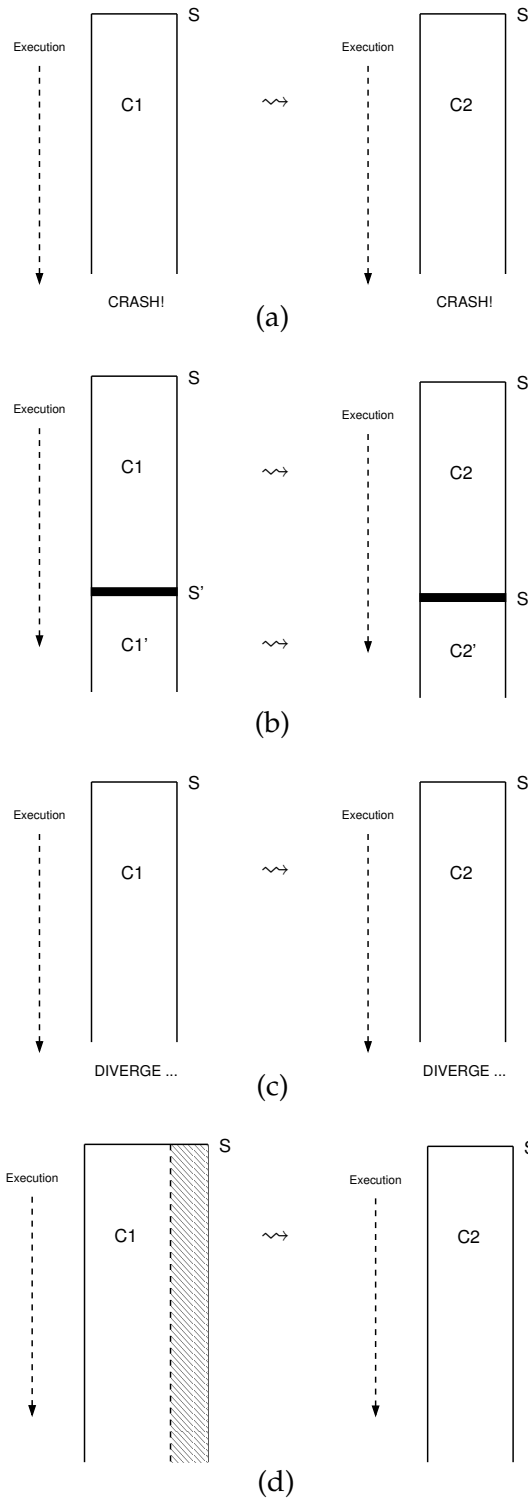 S S
Execution Execution
C1 ⤳ C2
CRASH! CRASH!
(a)
S S
Execution Execution
C1 ⤳ C2
S' S
C1' ⤳ C2'
(b)
S S
Execution Execution
C1 ⤳ C2
DIVERGE ... DIVERGE ...
(c)
S
Execution Execution
C1 ⤳ C2
(d)